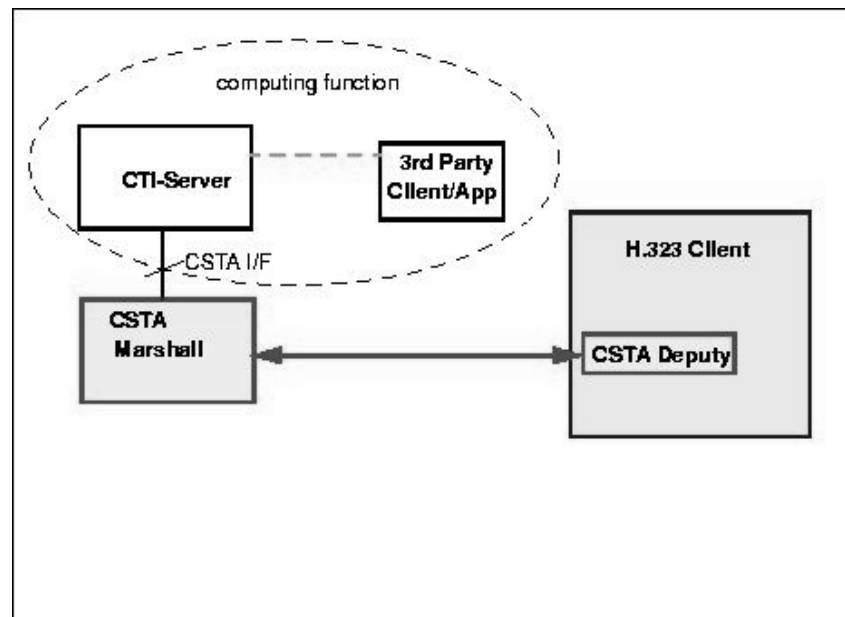 computing function
CTI-Server
3rd Party
Client/App
CSTA I/F
CSTA
Marshall
H.323 Client
CSTA Deputy